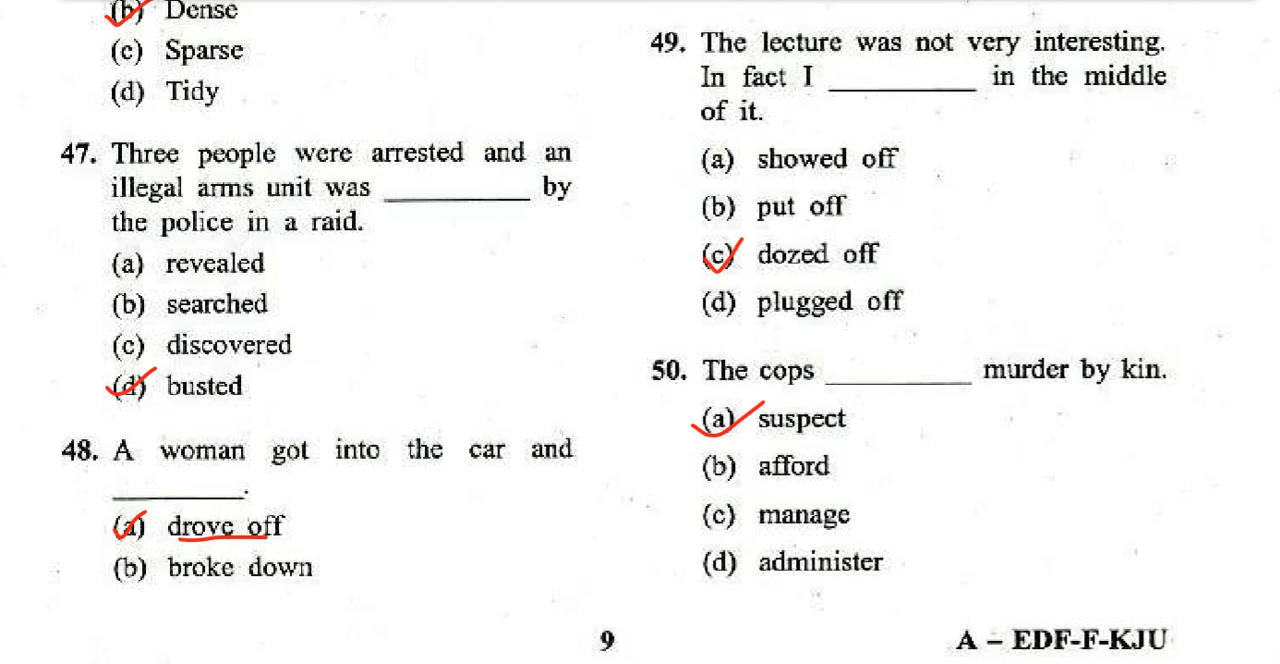 (b) Dense
(c) Sparse
(d) Tidy
47. Three people were arrested and an
illegal arms unit was __________ by
the police in a raid.
(a) revealed
(b) searched
(c) discovered
(d) busted
48. A woman got into the car and
__________.
(a) drove off
(b) broke down
49. The lecture was not very interesting.
In fact I __________ in the middle
of it.
(a) showed off
(b) put off
(c) dozed off
(d) plugged off
50. The cops __________ murder by kin.
(a) suspect
(b) afford
(c) manage
(d) administer
9
A – EDF-F-KJU